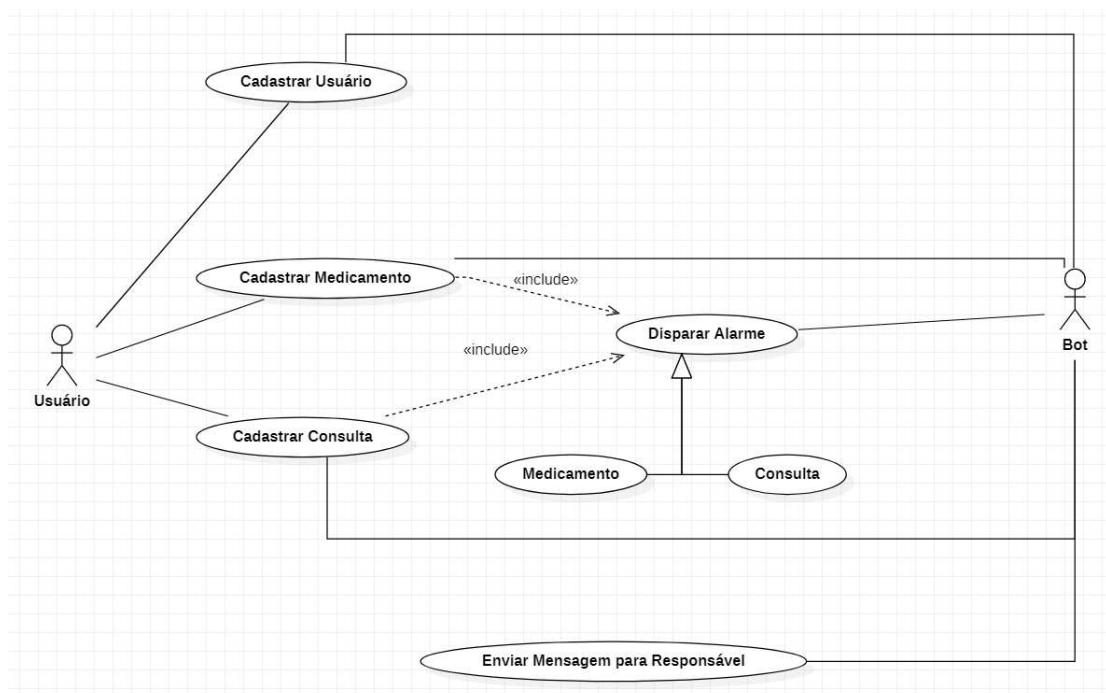 Cadastrar Usuário
Cadastrar Medicamento
«include»
Disparar Alarme
Bot
«include»
Usuário
Cadastrar Consulta
Medicamento
Consulta
Enviar Mensagem para Responsável